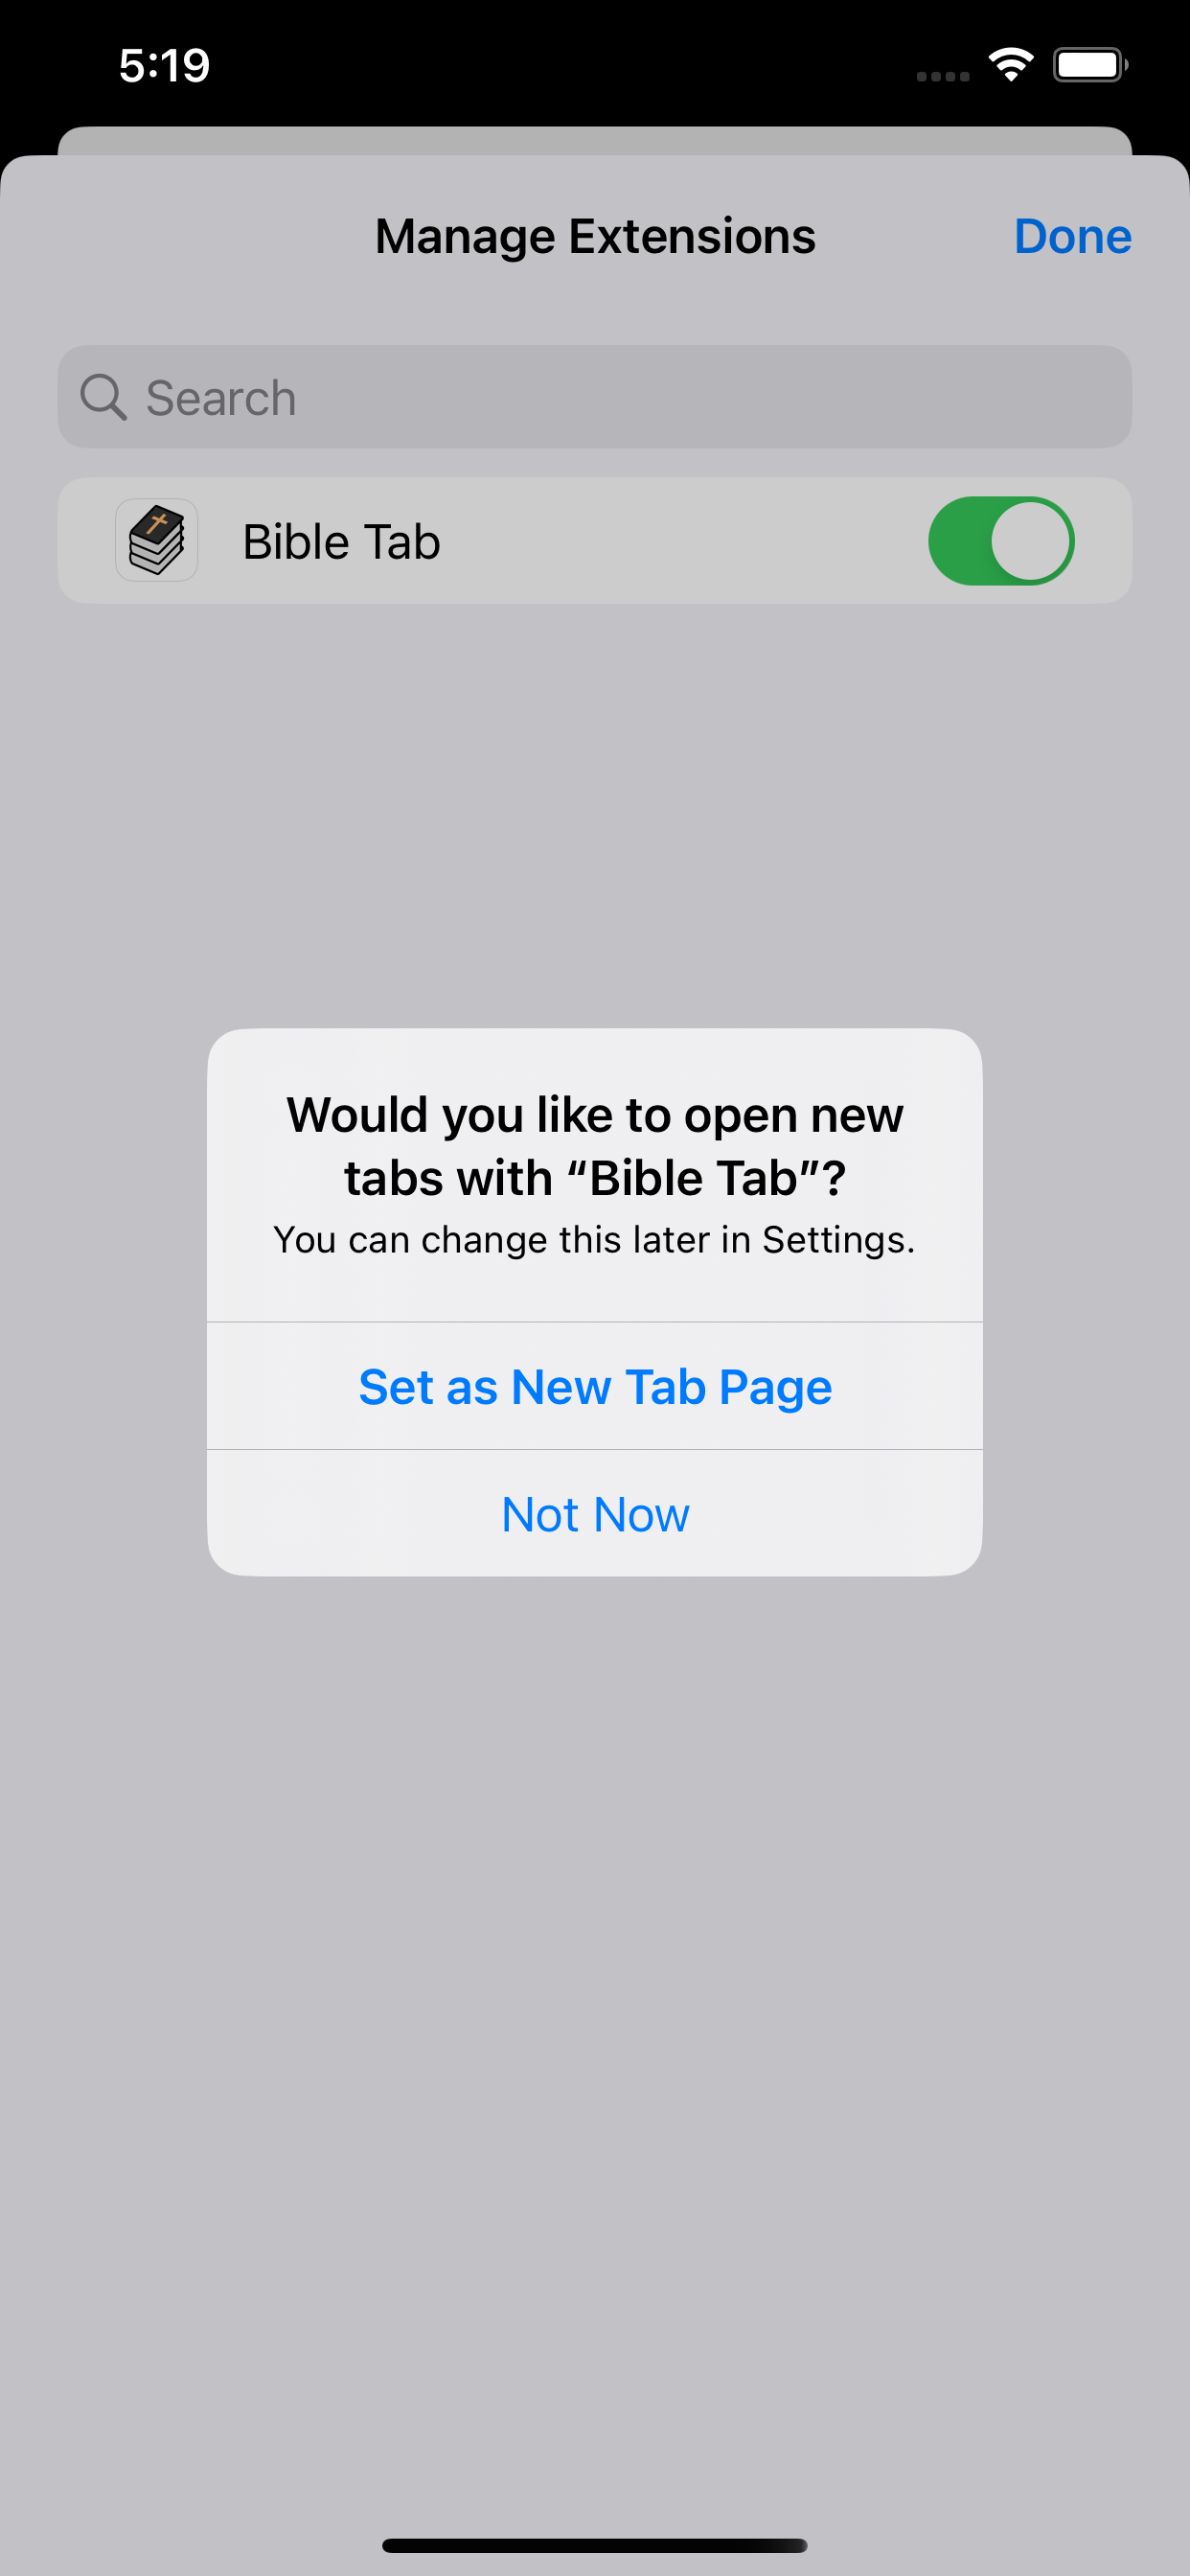 5:19
Manage Extensions
Done
Search
Bible Tab
Would you like to open new
tabs with “Bible Tab”?
You can change this later in Settings.
Set as New Tab Page
Not Now